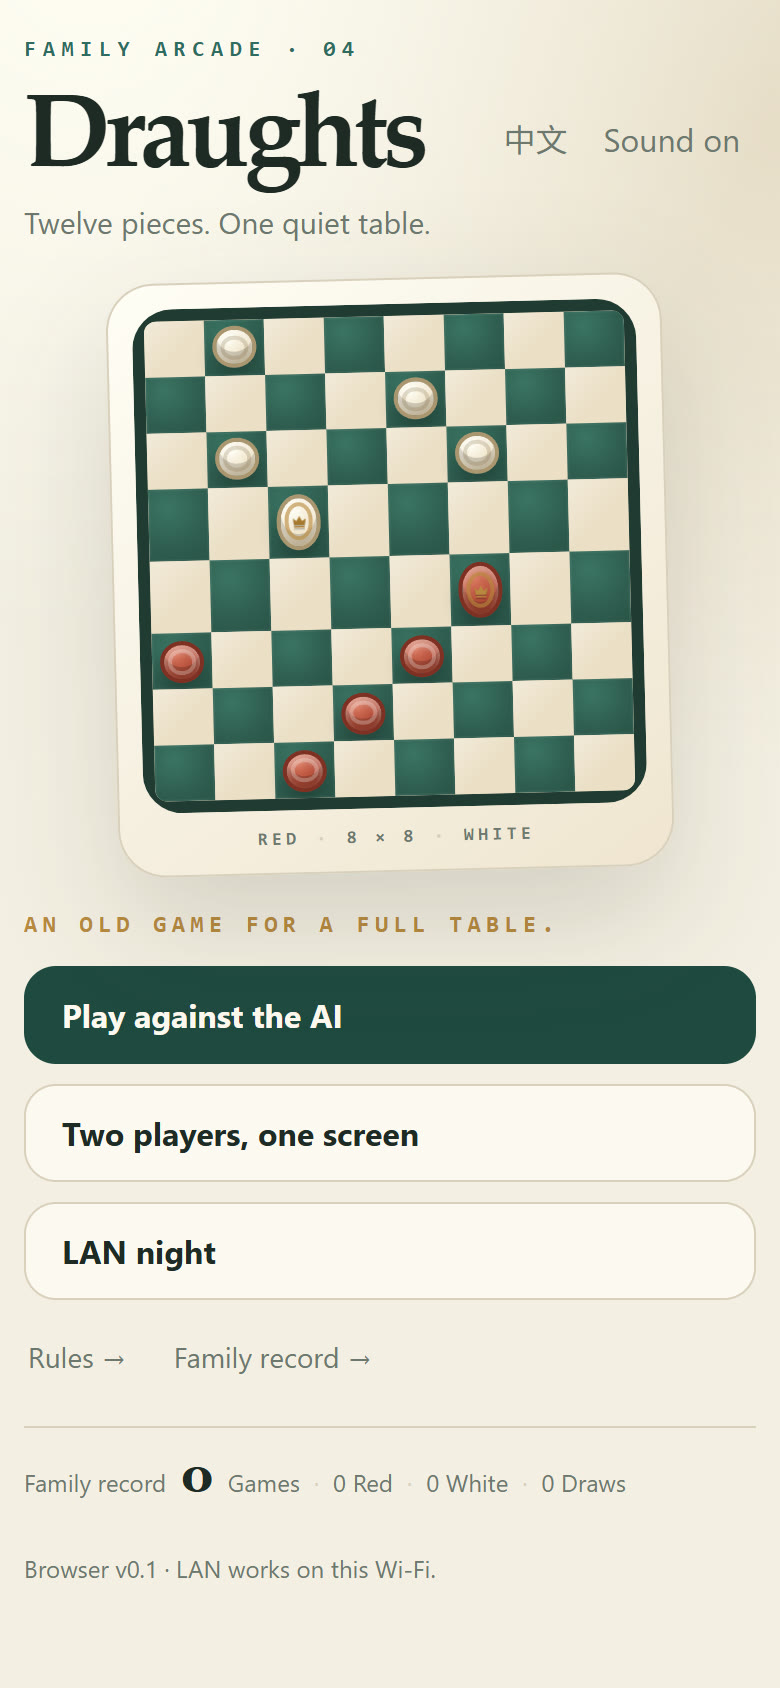 FAMILY ARCADE · 04
Draughts
中文 Sound on
Twelve pieces. One quiet table.
RED · 8 × 8 · WHITE
AN OLD GAME FOR A FULL TABLE.
Play against the AI
Two players, one screen
LAN night
Rules → Family record →
Family record 0 Games · 0 Red · 0 White · 0 Draws
Browser v0.1 · LAN works on this Wi-Fi.